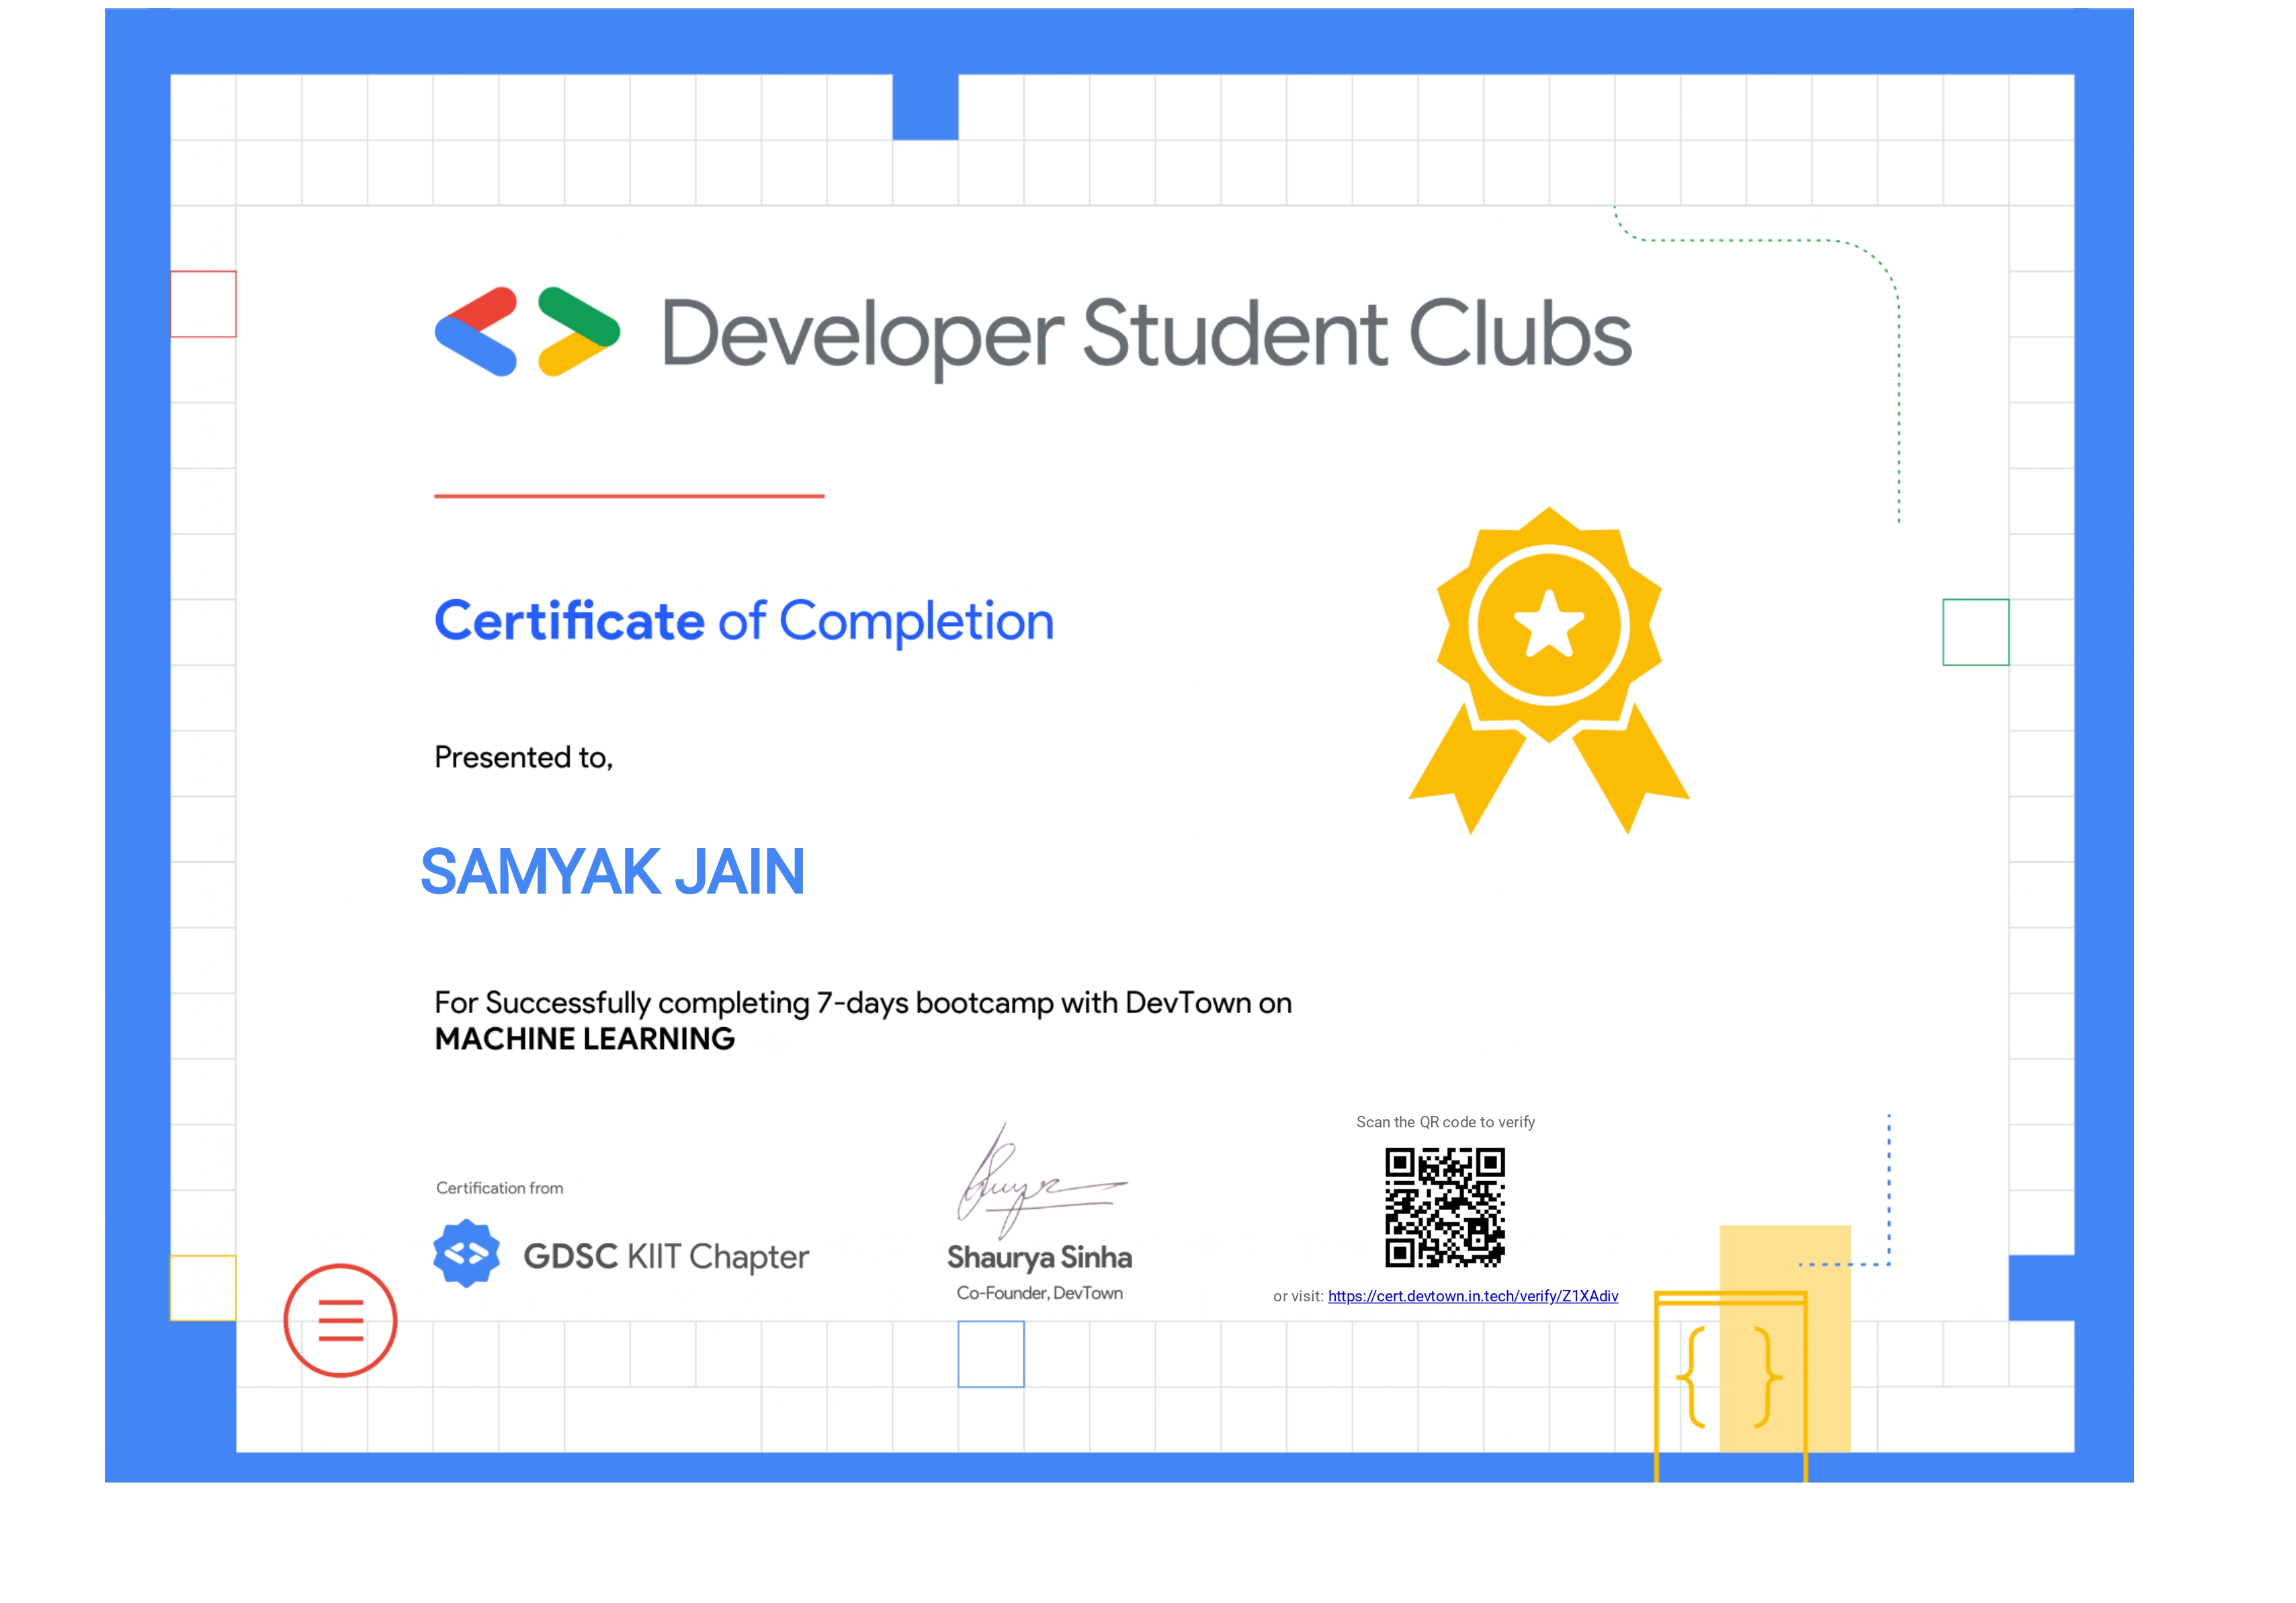 Developer Student Clubs
Certificate of Completion
Presented to,
SAMYAK JAIN
For Successfully completing 7-days bootcamp with DevTown on
MACHINE LEARNING
Certification from
GDSC KIIT Chapter
Shaurya Sinha
Co-Founder, DevTown
Scan the QR code to verify
or visit: https://cert.devtown.in.tech/verify/Z1XAdiv
{ }